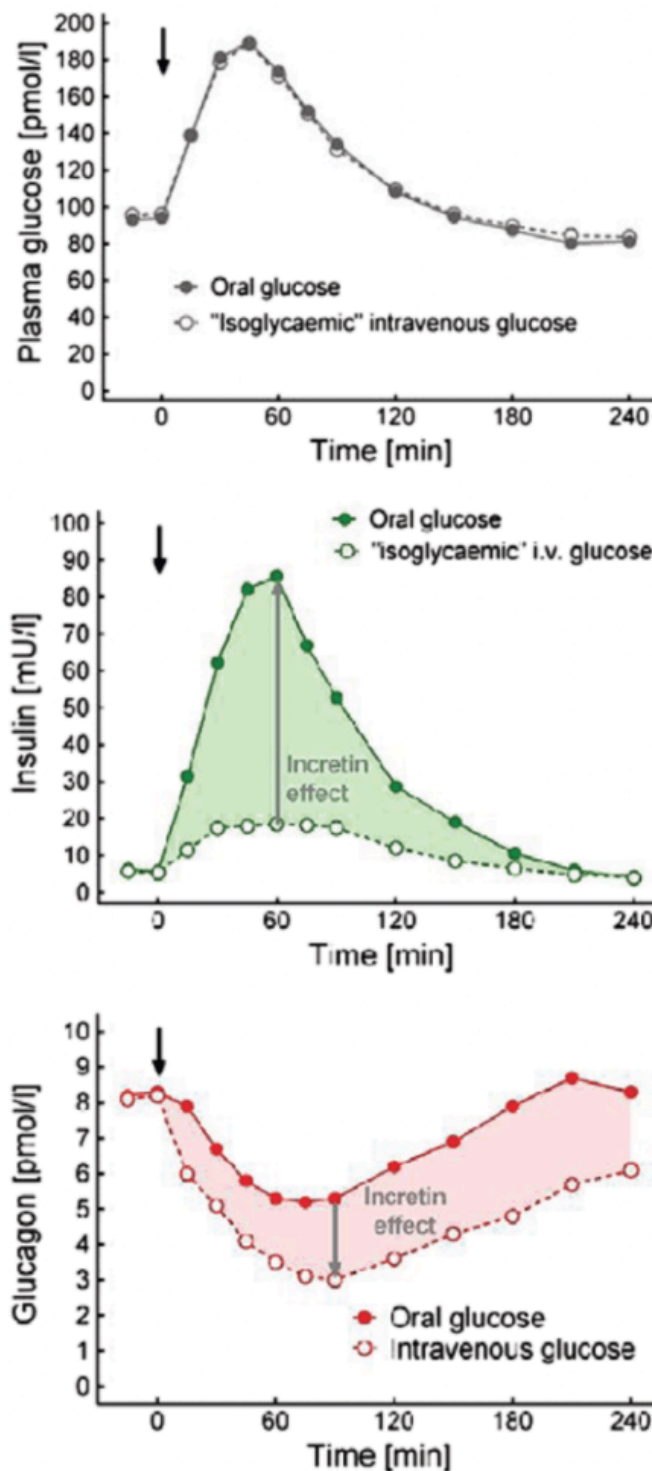 Plasma glucose [pmol/l]
200
180
160
140
120
100
80
60
40
20
0
Oral glucose
"Isoglycaemic" intravenous glucose
0 60 120 180 240
Time [min]
Insulin [mU/l]
100
90
80
70
60
50
40
30
20
10
0
Oral glucose
"isoglycaemic" i.v. glucose
Incretin
effect
0 60 120 180 240
Time [min]
Glucagon [pmol/l]
10
9
8
7
6
5
4
3
2
1
0
Incretin
effect
Oral glucose
Intravenous glucose
0 60 120 180 240
Time [min]